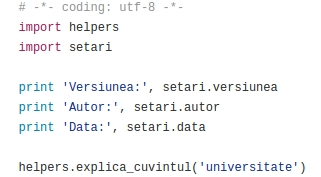 # -*- coding: utf-8 -*-
import helpers
import setari
print 'Versiunea:', setari.versiunea
print 'Autor:', setari.autor
print 'Data:', setari.data
helpers.explica_cuvintul('universitate')